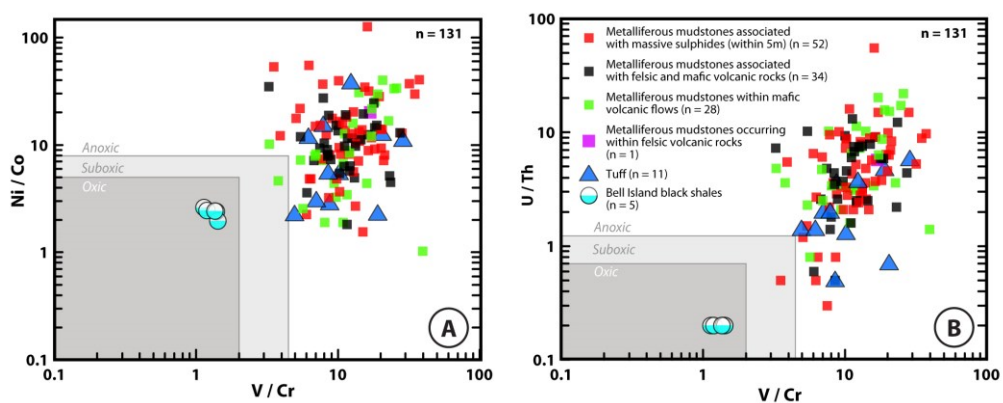 n = 131
100
10
1
0.1
Ni / Co
Anoxic
Suboxic
Oxic
A
0.1
1
10
100
V / Cr
n = 131
100
10
1
0.1
U / Th
Metalliferous mudstones associated
with massive sulphides (within 5m) (n = 52)
Metalliferous mudstones associated
with felsic and mafic volcanic rocks (n = 34)
Metalliferous mudstones within mafic
volcanic flows (n = 28)
Metalliferous mudstones occurring
within felsic volcanic rocks
(n = 1)
Tuff (n = 11)
Bell Island black shales
(n = 5)
Anoxic
Suboxic
Oxic
B
0.1
1
10
100
V / Cr